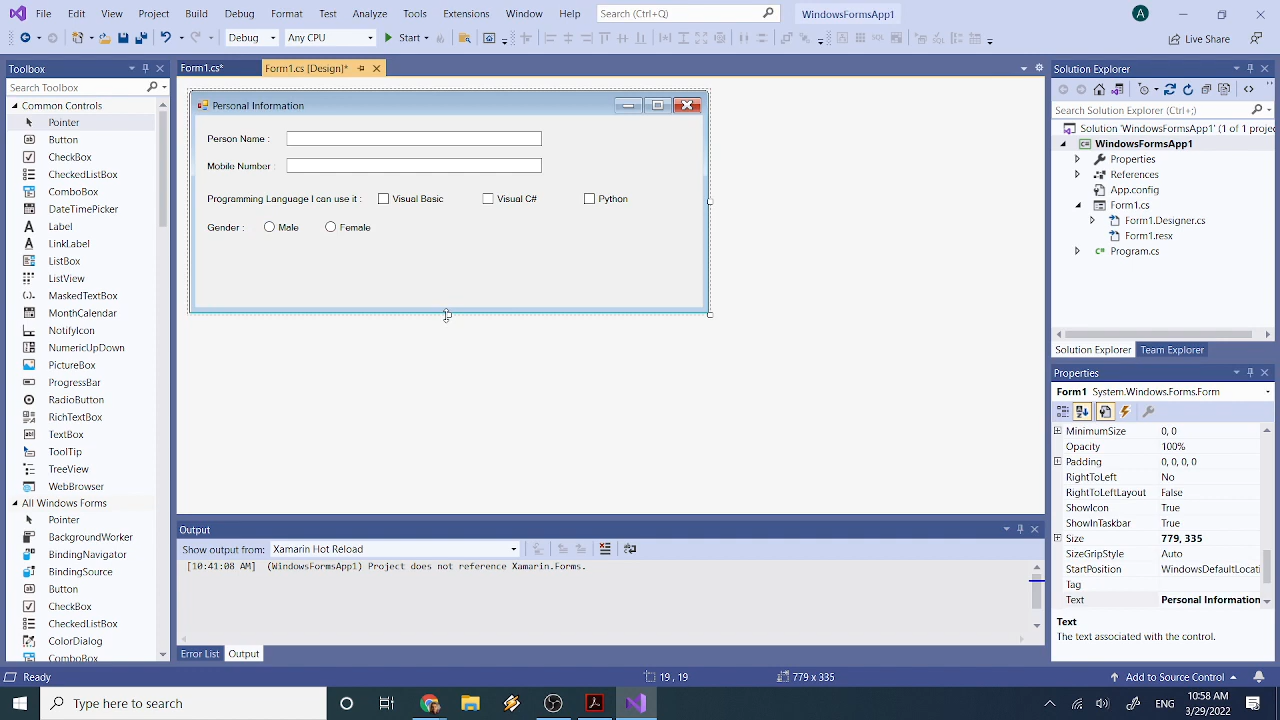 File Edit View Git Project Build Debug Test Analyze Tools Extensions Window Help Search (Ctrl+Q) WindowsFormsApp1 A
Debug Any CPU Start SQL Live Share
Toolbox
Search Toolbox
Common Controls
Pointer
Button
CheckBox
CheckedListBox
ComboBox
DateTimePicker
Label
LinkLabel
ListBox
ListView
MaskedTextBox
MonthCalendar
NotifyIcon
NumericUpDown
PictureBox
ProgressBar
RadioButton
RichTextBox
TextBox
ToolTip
TreeView
WebBrowser
All Windows Forms
Pointer
BackgroundWorker
BindingNavigator
BindingSource
Button
CheckBox
CheckedListBox
ColorDialog
ComboBox
Form1.cs* Form1.cs [Design]*
Personal Information
Person Name :
Mobile Number :
Programming Language I can use it : Visual Basic Visual C# Python
Gender : Male Female
Output
Show output from: Xamarin Hot Reload
[10:41:08 AM] (WindowsFormsApp1) Project does not reference Xamarin.Forms.
Error List Output
Solution Explorer
Search Solution Explorer (Ctrl+;)
Solution 'WindowsFormsApp1' (1 of 1 proje
WindowsFormsApp1
Properties
References
App.config
Form1.cs
Form1.Designer.cs
Form1.resx
Program.cs
Solution Explorer Team Explorer
Properties
Form1 System.Windows.Forms.Form
MinimumSize 0, 0
Opacity 100%
Padding 0, 0, 0, 0
RightToLeft No
RightToLeftLayout False
ShowIcon True
ShowInTaskbar True
Size 779, 335
SizeGripStyle Auto
StartPosition WindowsDefaultLocati
Tag
Text Personal Information
Text
The text associated with the control.
Ready 19 , 19 779 x 335 Add to Source Control
Type here to search
10:58 AM
3/29/2022